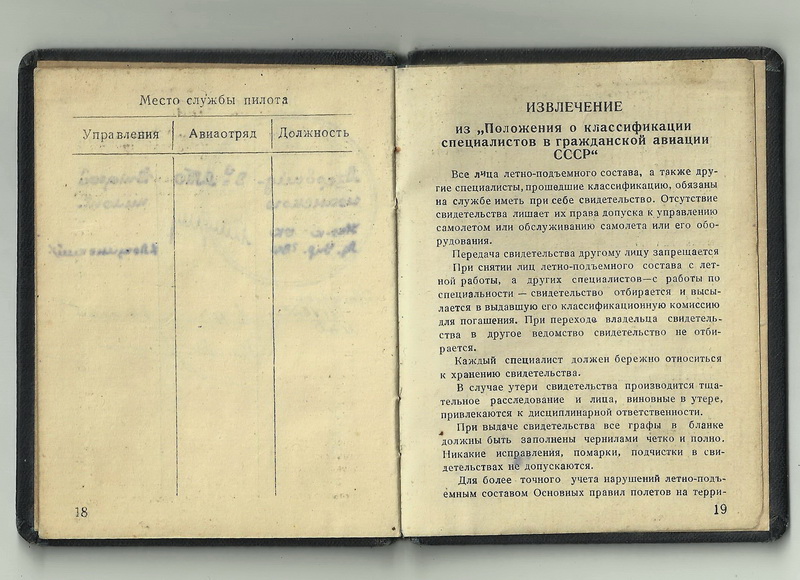 Место службы пилота
Управления Авиаотряд Должность
18
ИЗВЛЕЧЕНИЕ
из „Положения о классификации
специалистов в гражданской авиации
СССР“
Все лица летно-подъемного состава, а также дру-
гие специалисты, прошедшие классификацию, обязаны
на службе иметь при себе свидетельство. Отсутствие
свидетельства лишает их права допуска к управлению
самолетом или обслуживанию самолета или его обо-
рудования.
Передача свидетельства другому лицу запрещается
При снятии лиц летно-подъемного состава с лет-
ной работы, а других специалистов—с работы по
специальности — свидетельство отбирается и высы-
лается в выдавшую его классификационную комиссию
для погашения. При переходе владельца свидетель-
ства в другое ведомство свидетельство не отби-
рается.
Каждый специалист должен бережно относиться
к хранению свидетельства.
В случае утери свидетельства производится тща-
тельное расследование и лица, виновные в утере,
привлекаются к дисциплинарной ответственности.
При выдаче свидетельства все графы в бланке
должны быть заполнены чернилами четко и полно.
Никакие исправления, помарки, подчистки в сви-
детельствах не допускаются.
Для более точного учета нарушений летно-подъ-
емным составом Основных правил полетов на терри-
19